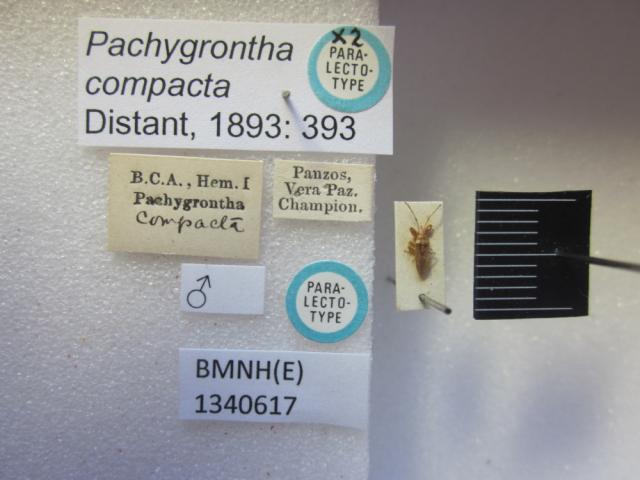 Pachygrontha
compacta
Distant, 1893: 393
x2
PARA-
LECTO-
TYPE
B.C.A., Hem. I
Pachygrontha
compacta
Panzos,
Vera Paz.
Champion.
♂
PARA-
LECTO-
TYPE
BMNH(E)
1340617